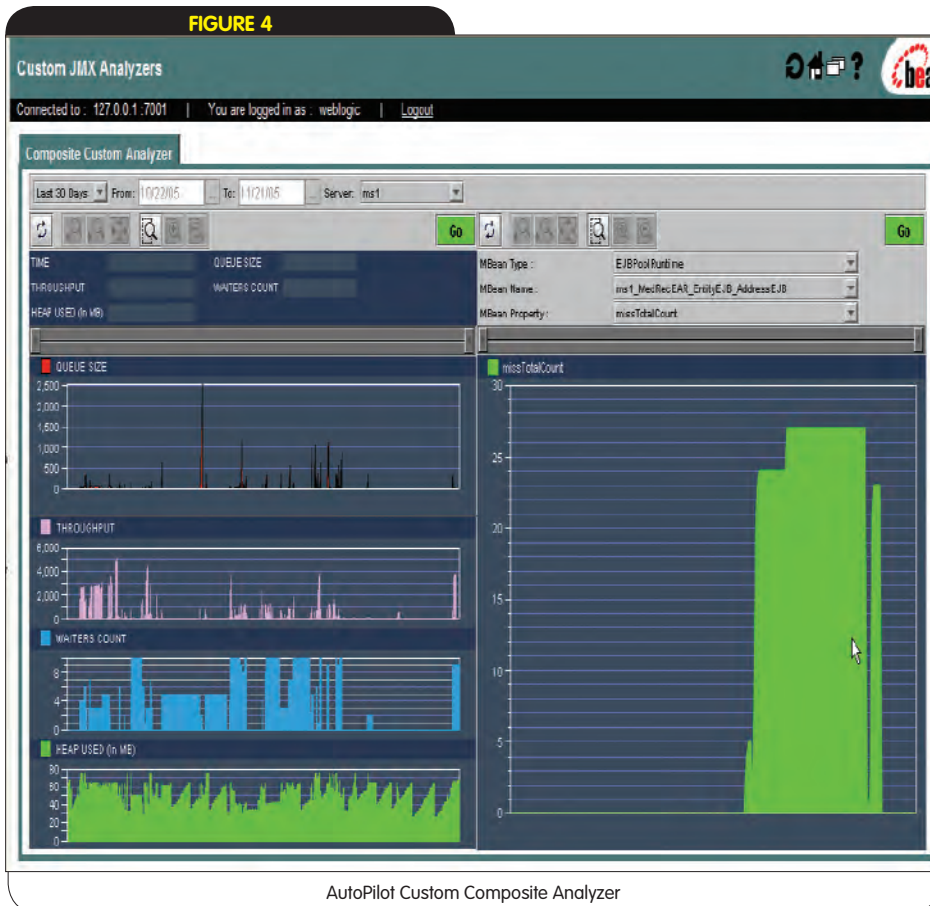 FIGURE 4
Custom JMX Analyzers
?
bea
Connected to : 127.0.0.1 :7001 | You are logged in as : weblogic | Logout
Composite Custom Analyzer
Last 30 Days From: 10/22/05 ... To: 11/21/05 ... Server: ms1
Go
Go
TIME QUEUE SIZE
THROUGHPUT WAITERS COUNT
HEAP USED (In MB)
MBean Type : EJBPoolRuntime
MBean Name : ms1_MedRecEAR_EntityEJB_AddressEJB
MBean Property : missTotalCount
QUEUE SIZE
2,500
2,000
1,500
1,000
500
0
THROUGHPUT
6,000
4,000
2,000
0
WAITERS COUNT
8
4
0
HEAP USED (In MB)
80
60
40
20
0
missTotalCount
30
25
20
15
10
5
0
AutoPilot Custom Composite Analyzer